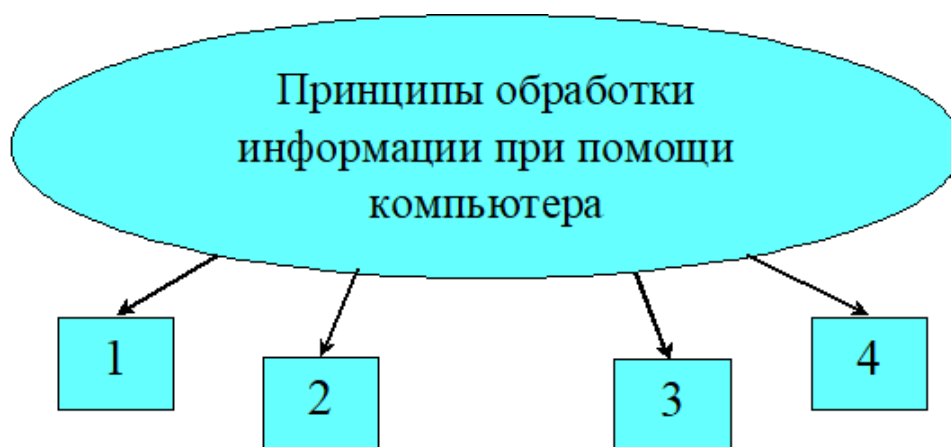 Принципы обработки
информации при помощи
компьютера
1
2
3
4